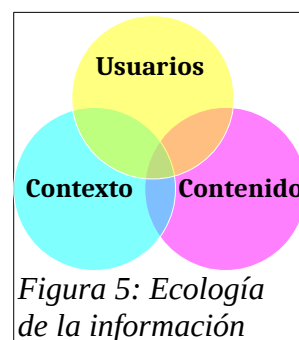 Usuarios
Contexto Contenido
Figura 5: Ecología
de la información